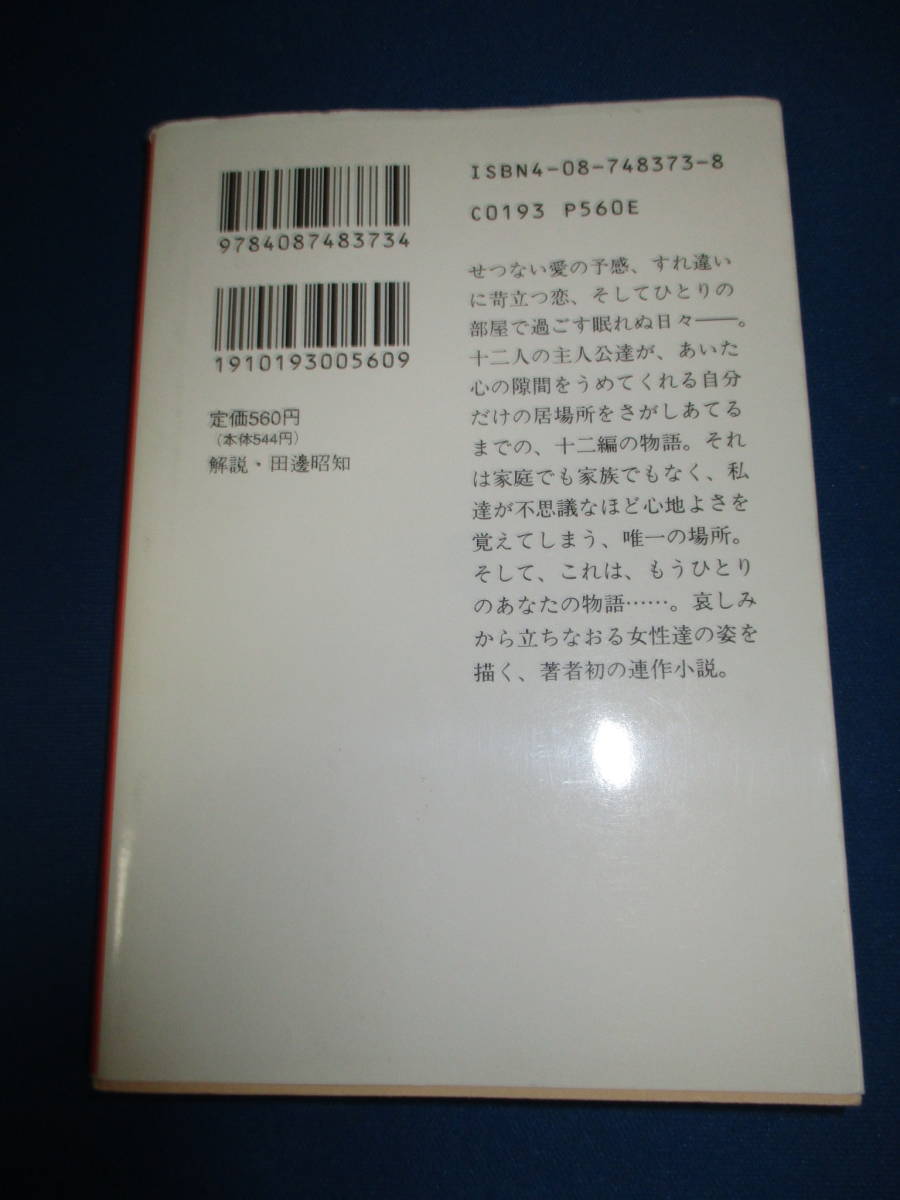 9784087483734
1910193005609
定価560円
(本体544円)
解説・田邊昭知
ISBN4-08-748373-8
C0193 P560E
せつない愛の予感、すれ違い
に苛立つ恋、そしてひとりの
部屋で過ごす眠れぬ日々――。
十二人の主人公達が、あいた
心の隙間をうめてくれる自分
だけの居場所をさがしあてる
までの、十二編の物語。それ
は家庭でも家族でもなく、私
達が不思議なほど心地よさを
覚えてしまう、唯一の場所。
そして、これは、もうひとり
のあなたの物語……。哀しみ
から立ちなおる女性達の姿を
描く、著者初の連作小説。